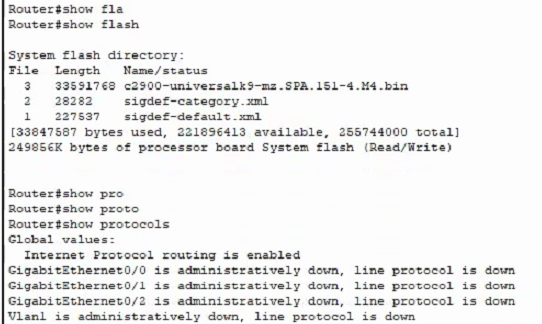 Router#show fla
Router#show flash
System flash directory:
File Length Name/status
3 33591768 c2900-universalk9-mz.SPA.151-4.M4.bin
2 28282 sigdef-category.xml
1 227537 sigdef-default.xml
[33847587 bytes used, 221896413 available, 255744000 total]
249856K bytes of processor board System flash (Read/Write)
Router#show pro
Router#show proto
Router#show protocols
Global values:
Internet Protocol routing is enabled
GigabitEthernet0/0 is administratively down, line protocol is down
GigabitEthernet0/1 is administratively down, line protocol is down
GigabitEthernet0/2 is administratively down, line protocol is down
Vlan1 is administratively down, line protocol is down